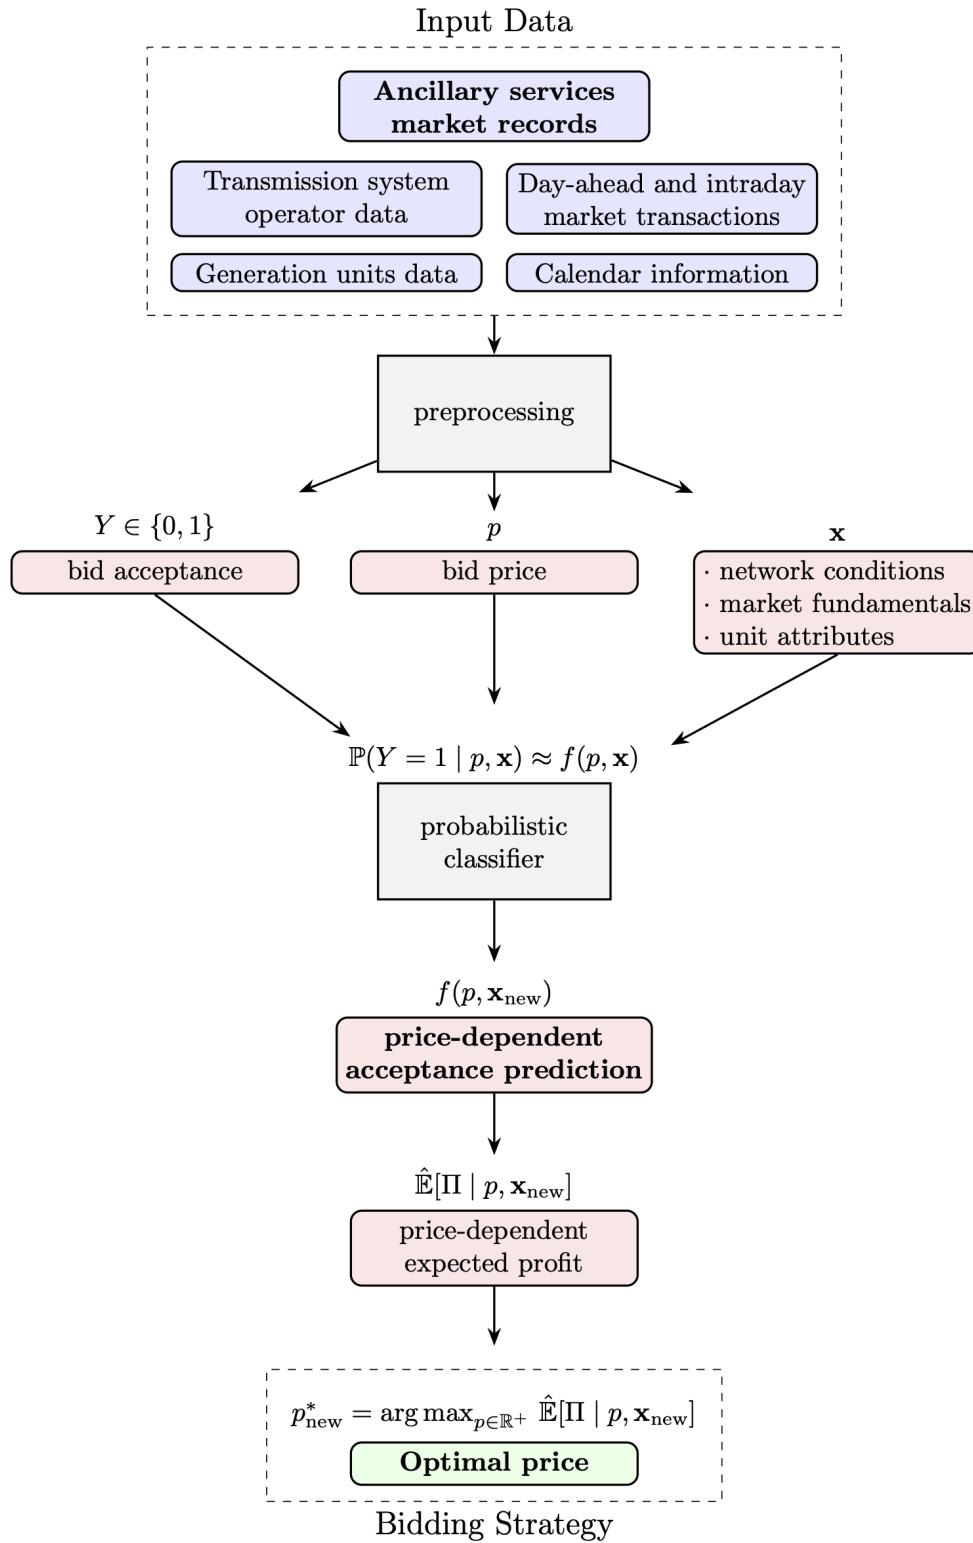 Input Data
Ancillary services
market records
Transmission system
operator data
Day-ahead and intraday
market transactions
Generation units data
Calendar information
preprocessing
Y ∈ {0, 1}
bid acceptance
p
bid price
𝐱
· network conditions
· market fundamentals
· unit attributes
ℙ(Y = 1 | p, 𝐱) ≈ f(p, 𝐱)
probabilistic
classifier
f(p, 𝐱_new)
price-dependent
acceptance prediction
𝔼̂[Π | p, 𝐱_new]
price-dependent
expected profit
p*_new = arg max_{p∈ℝ⁺} 𝔼̂[Π | p, 𝐱_new]
Optimal price
Bidding Strategy